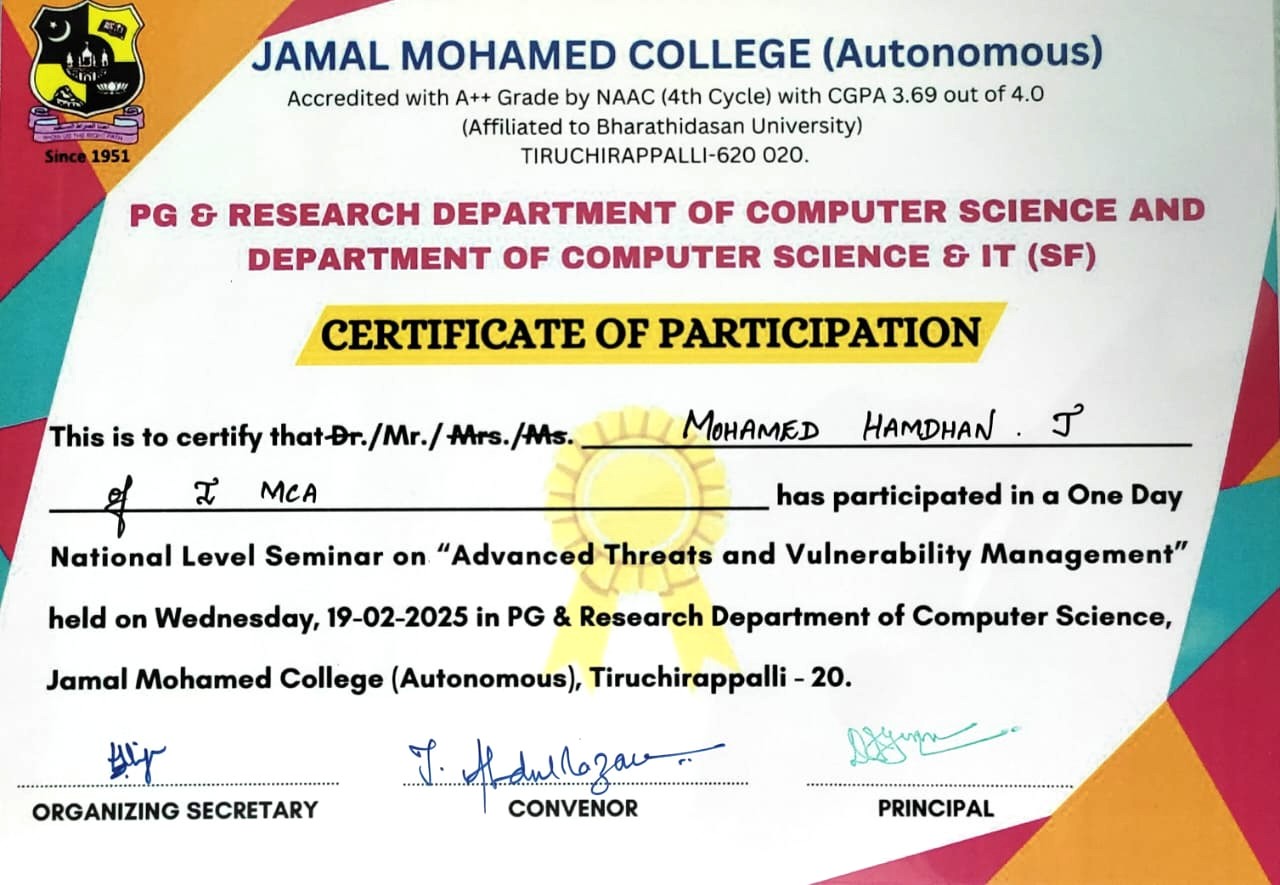 JAMAL MOHAMED COLLEGE (Autonomous)
Accredited with A++ Grade by NAAC (4th Cycle) with CGPA 3.69 out of 4.0
(Affiliated to Bharathidasan University)
TIRUCHIRAPPALLI-620 020.
Since 1951
PG & RESEARCH DEPARTMENT OF COMPUTER SCIENCE AND
DEPARTMENT OF COMPUTER SCIENCE & IT (SF)
CERTIFICATE OF PARTICIPATION
This is to certify that Dr./Mr./ Mrs./Ms. MOHAMED HAMDHAN . J
of I MCA has participated in a One Day
National Level Seminar on “Advanced Threats and Vulnerability Management”
held on Wednesday, 19-02-2025 in PG & Research Department of Computer Science,
Jamal Mohamed College (Autonomous), Tiruchirappalli - 20.
ORGANIZING SECRETARY CONVENOR PRINCIPAL